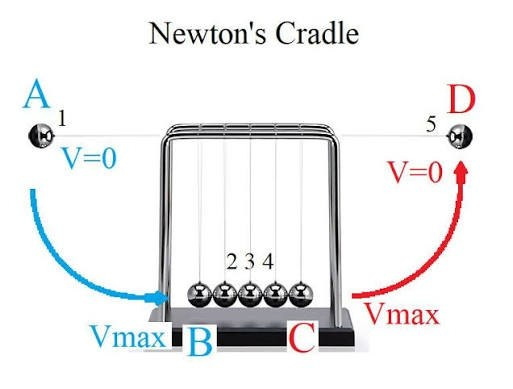 Newton's Cradle
A
1
V=0
D
5
V=0
2 3 4
Vmax
B
C
Vmax